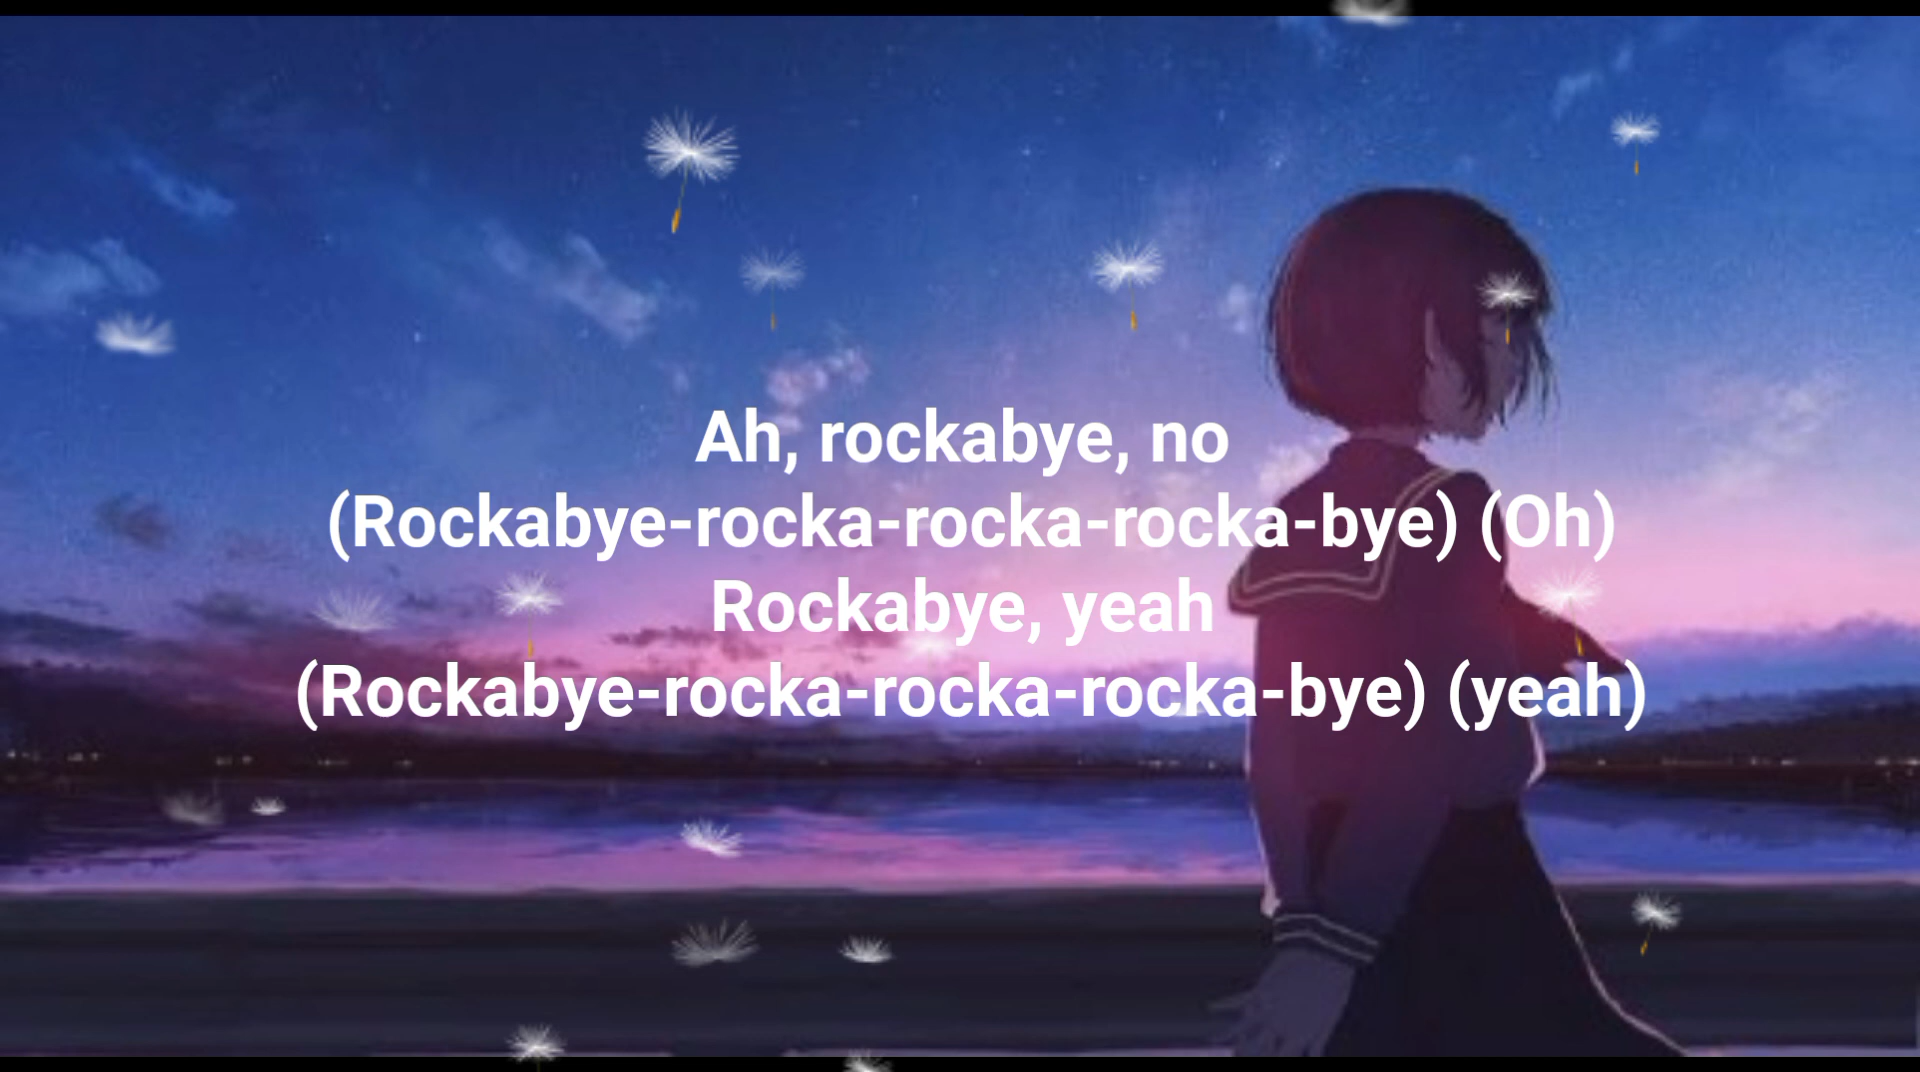 Ah, rockabye, no
(Rockabye-rocka-rocka-rocka-bye) (Oh)
Rockabye, yeah
(Rockabye-rocka-rocka-rocka-bye) (yeah)